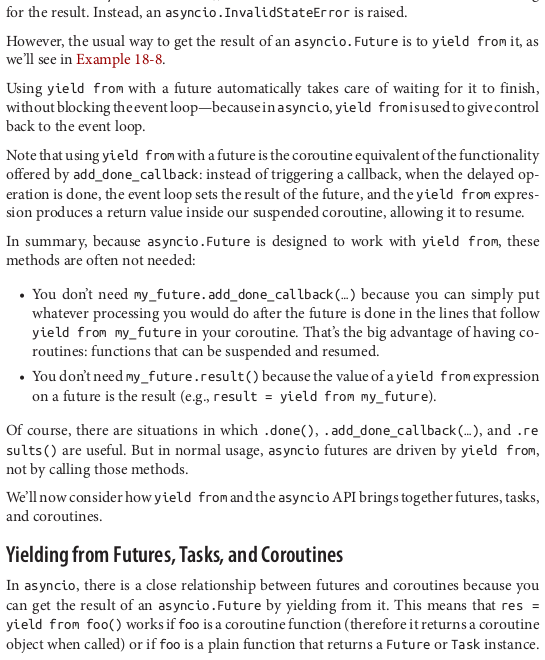 for the result. Instead, an asyncio.InvalidStateError is raised.
However, the usual way to get the result of an asyncio.Future is to yield from it, as
we'll see in Example 18-8.
Using yield from with a future automatically takes care of waiting for it to finish,
without blocking the event loop—because in asyncio, yield from is used to give control
back to the event loop.
Note that using yield from with a future is the coroutine equivalent of the functionality
offered by add_done_callback: instead of triggering a callback, when the delayed op-
eration is done, the event loop sets the result of the future, and the yield from expres-
sion produces a return value inside our suspended coroutine, allowing it to resume.
In summary, because asyncio.Future is designed to work with yield from, these
methods are often not needed:
• You don't need my_future.add_done_callback(…) because you can simply put
whatever processing you would do after the future is done in the lines that follow
yield from my_future in your coroutine. That's the big advantage of having co-
routines: functions that can be suspended and resumed.
• You don't need my_future.result() because the value of a yield from expression
on a future is the result (e.g., result = yield from my_future).
Of course, there are situations in which .done(), .add_done_callback(…), and .re
sults() are useful. But in normal usage, asyncio futures are driven by yield from,
not by calling those methods.
We'll now consider how yield from and the asyncio API brings together futures, tasks,
and coroutines.
Yielding from Futures, Tasks, and Coroutines
In asyncio, there is a close relationship between futures and coroutines because you
can get the result of an asyncio.Future by yielding from it. This means that res =
yield from foo() works if foo is a coroutine function (therefore it returns a coroutine
object when called) or if foo is a plain function that returns a Future or Task instance.